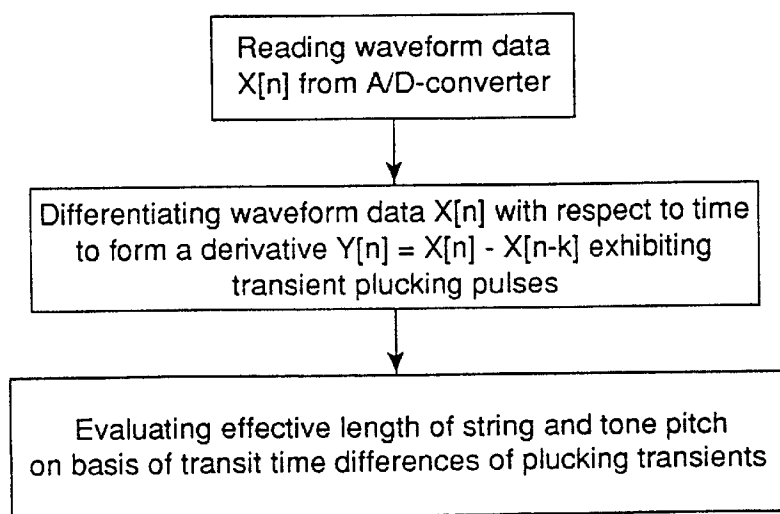 Reading waveform data
X[n] from A/D-converter
Differentiating waveform data X[n] with respect to time
to form a derivative Y[n] = X[n] - X[n-k] exhibiting
transient plucking pulses
Evaluating effective length of string and tone pitch
on basis of transit time differences of plucking transients